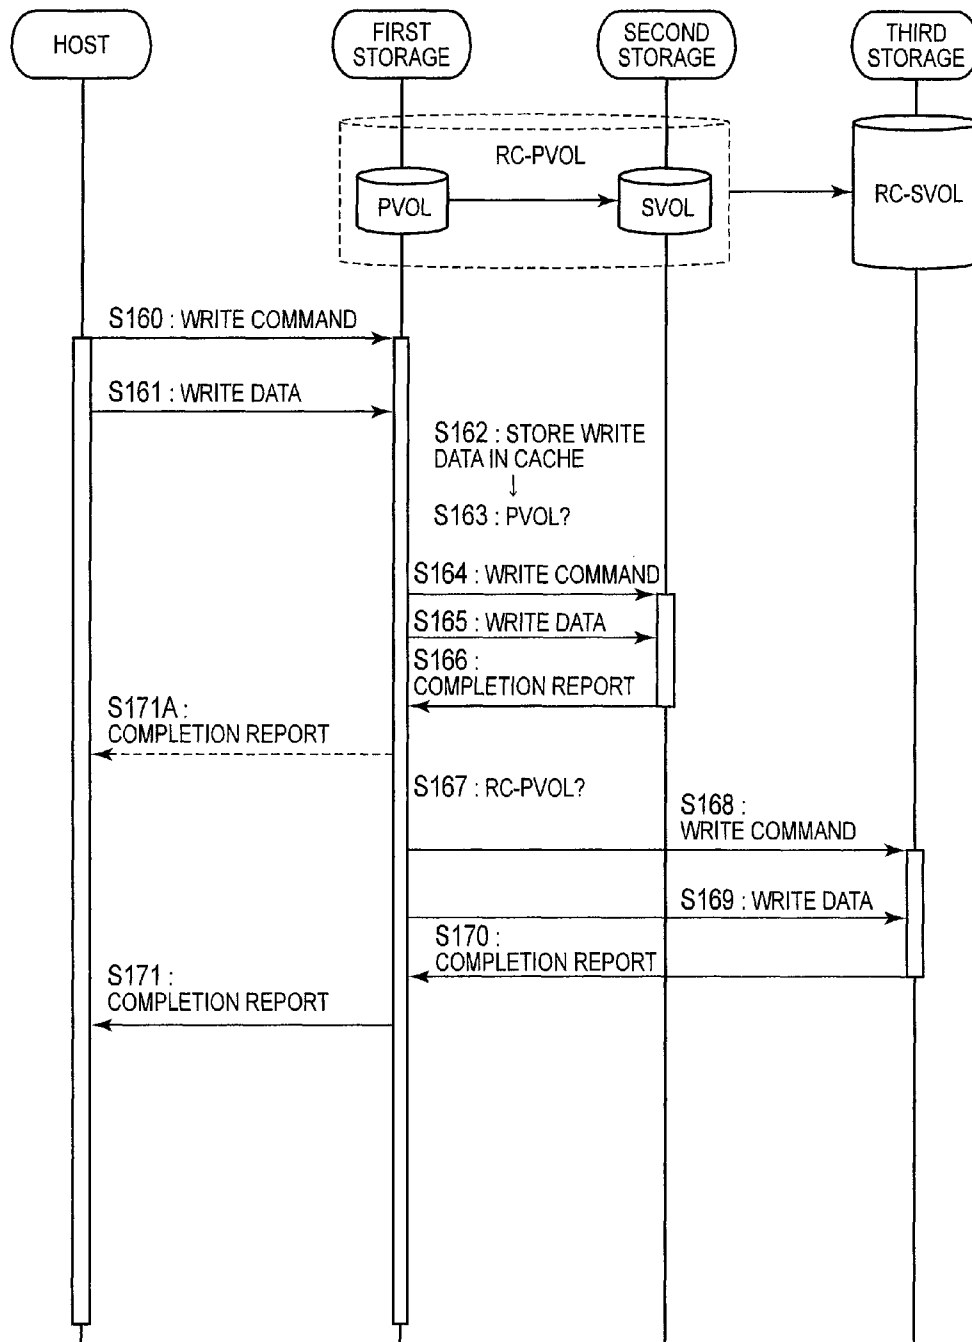 HOST
FIRST
STORAGE
SECOND
STORAGE
THIRD
STORAGE
RC-PVOL
PVOL
SVOL
RC-SVOL
S160 : WRITE COMMAND
S161 : WRITE DATA
S162 : STORE WRITE
DATA IN CACHE
S163 : PVOL?
S164 : WRITE COMMAND
S165 : WRITE DATA
S166 :
COMPLETION REPORT
S171A :
COMPLETION REPORT
S167 : RC-PVOL?
S168 :
WRITE COMMAND
S169 : WRITE DATA
S170 :
COMPLETION REPORT
S171 :
COMPLETION REPORT